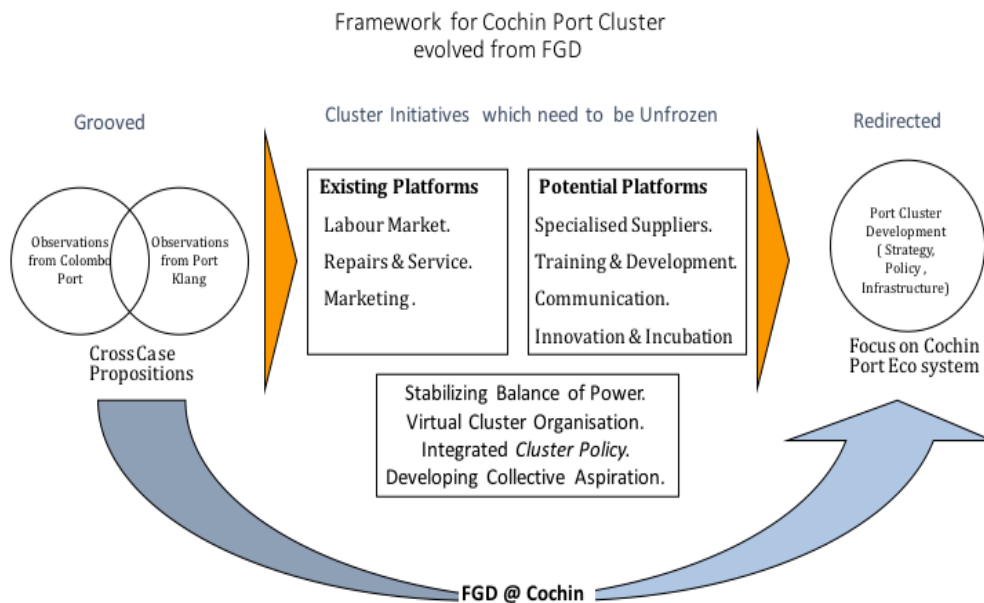 Framework for Cochin Port Cluster
evolved from FGD
Grooved
Cluster Initiatives which need to be Unfrozen
Redirected
Observations
from Colombo
Port
Observations
from Port
Klang
Cross Case
Propositions
Existing Platforms
Labour Market.
Repairs & Service.
Marketing .
Potential Platforms
Specialised Suppliers.
Training & Development.
Communication.
Innovation & Incubation
Port Cluster
Development
( Strategy,
Policy ,
Infrastructure)
Focus on Cochin
Port Eco system
Stabilizing Balance of Power.
Virtual Cluster Organisation.
Integrated Cluster Policy.
Developing Collective Aspiration.
FGD @ Cochin